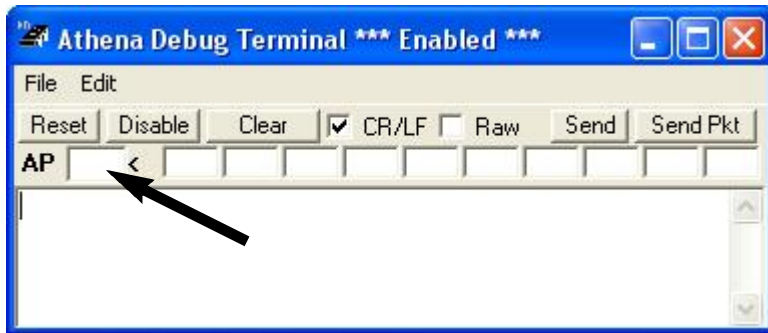 Athena Debug Terminal *** Enabled ***
File Edit
Reset Disable Clear CR/LF Raw Send Send Pkt
AP <